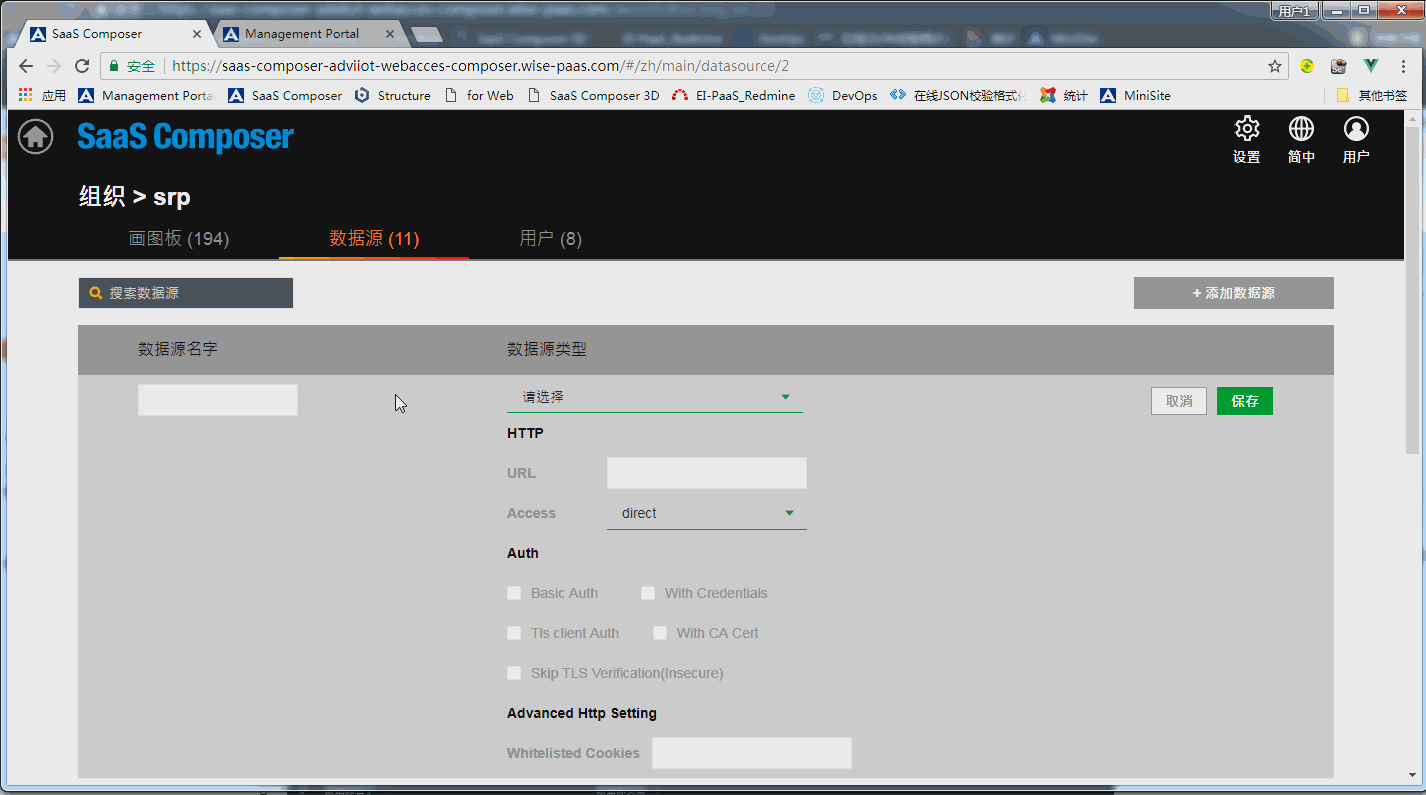 用户1
SaaS Composer
Management Portal
安全
https://saas-composer-adviiot-webacces-composer.wise-paas.com/#/zh/main/datasource/2
应用
Management Porta
SaaS Composer
Structure
for Web
SaaS Composer 3D
EI-PaaS_Redmine
DevOps
在线JSON校验格式化
统计
MiniSite
其他书签
SaaS Composer
设置
简中
用户
组织 > srp
画图板 (194)
数据源 (11)
用户 (8)
搜索数据源
+ 添加数据源
数据源名字
数据源类型
请选择
取消
保存
HTTP
URL
Access
direct
Auth
Basic Auth
With Credentials
Tls client Auth
With CA Cert
Skip TLS Verification(Insecure)
Advanced Http Setting
Whitelisted Cookies